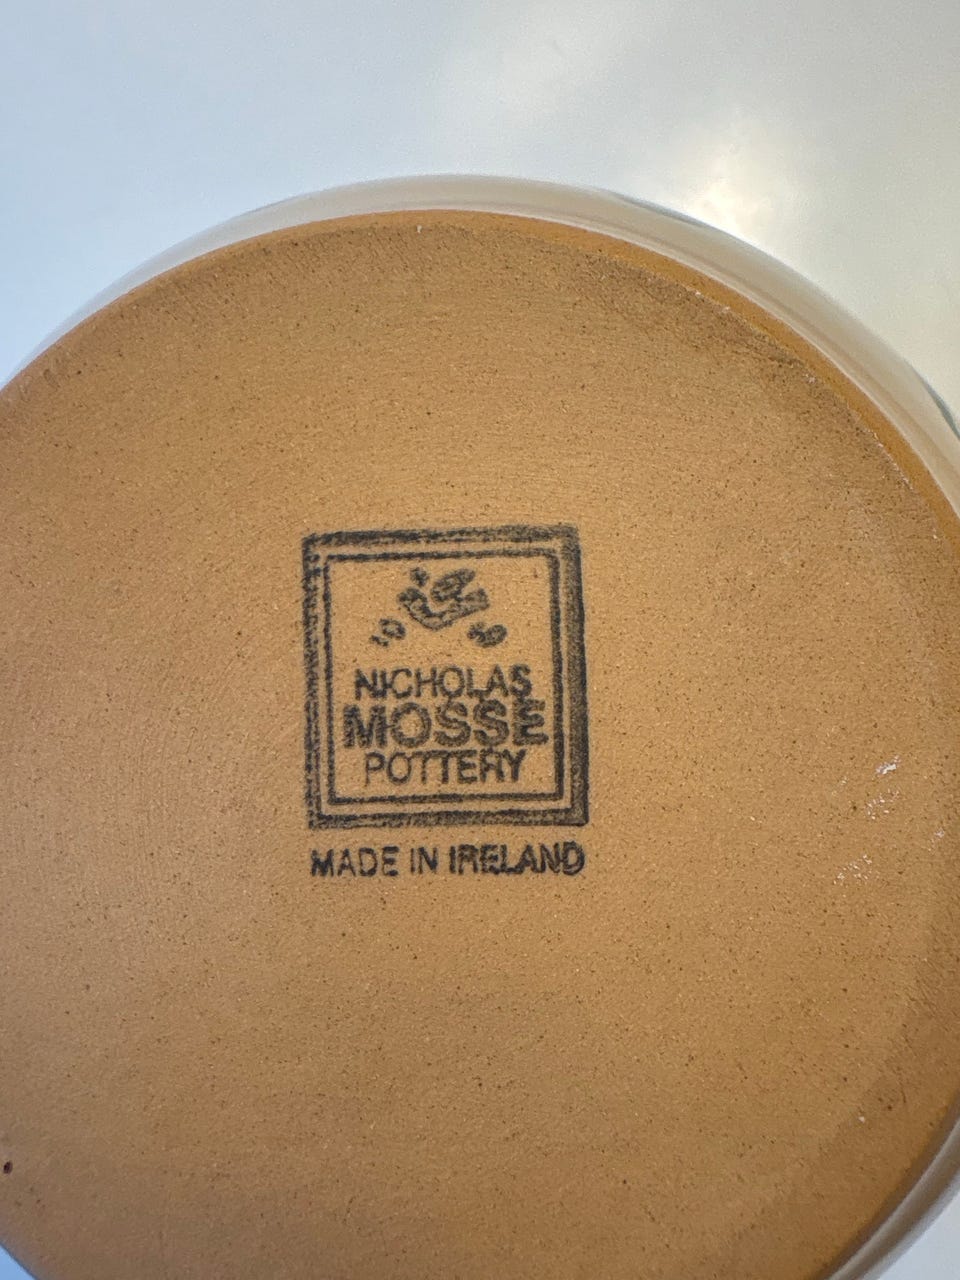 NICHOLAS
MOSSE
POTTERY
MADE IN IRELAND